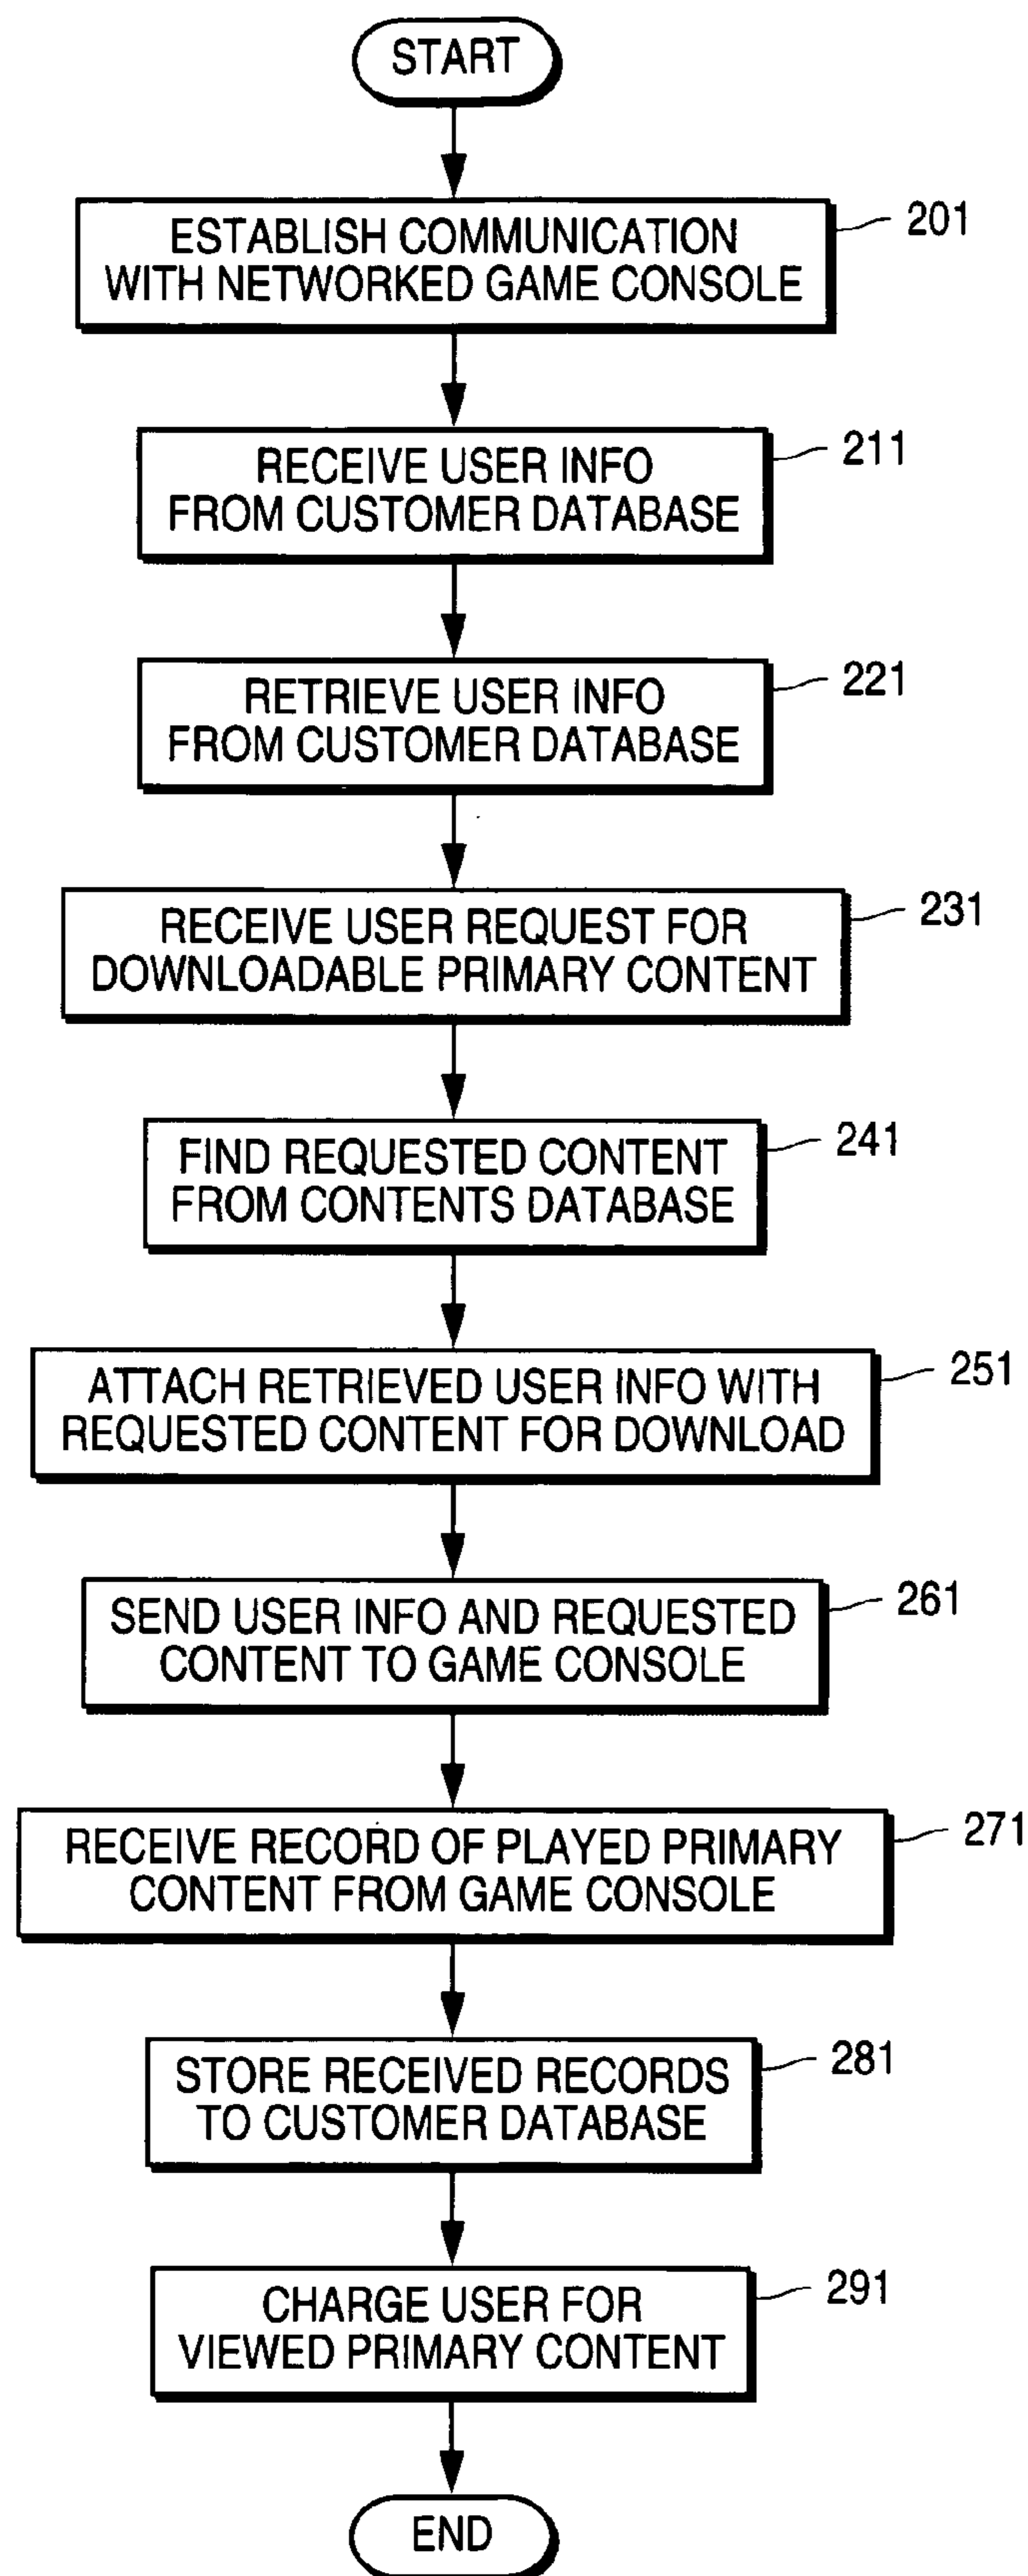 START
ESTABLISH COMMUNICATION
WITH NETWORKED GAME CONSOLE
201
RECEIVE USER INFO
FROM CUSTOMER DATABASE
211
RETRIEVE USER INFO
FROM CUSTOMER DATABASE
221
RECEIVE USER REQUEST FOR
DOWNLOADABLE PRIMARY CONTENT
231
FIND REQUESTED CONTENT
FROM CONTENTS DATABASE
241
ATTACH RETRIEVED USER INFO WITH
REQUESTED CONTENT FOR DOWNLOAD
251
SEND USER INFO AND REQUESTED
CONTENT TO GAME CONSOLE
261
RECEIVE RECORD OF PLAYED PRIMARY
CONTENT FROM GAME CONSOLE
271
STORE RECEIVED RECORDS
TO CUSTOMER DATABASE
281
CHARGE USER FOR
VIEWED PRIMARY CONTENT
291
END